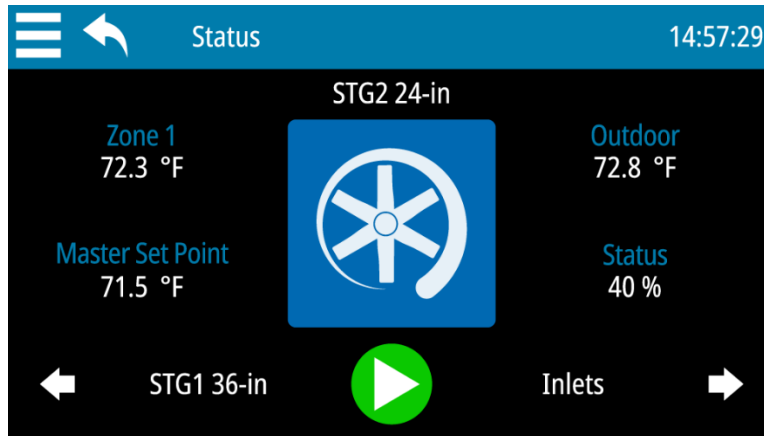 Status
14:57:29
STG2 24-in
Zone 1
72.3 °F
Outdoor
72.8 °F
Master Set Point
71.5 °F
Status
40 %
STG1 36-in
Inlets